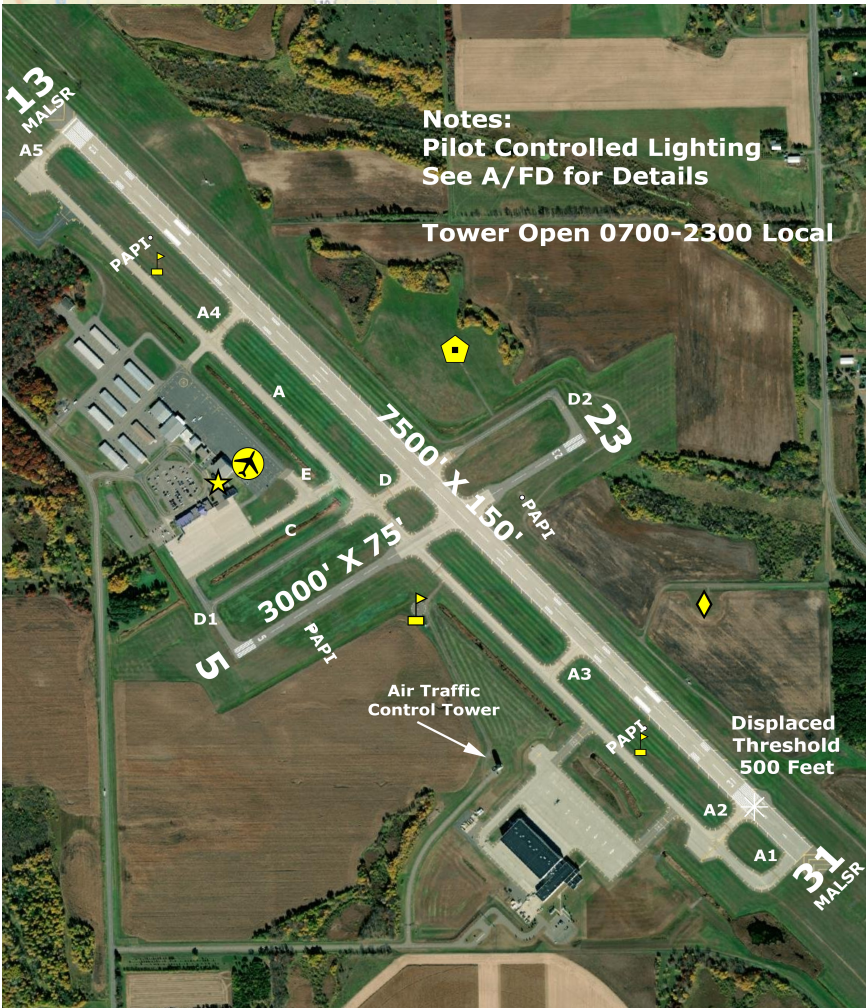 13
MALSR
A5
Notes:
Pilot Controlled Lighting
See A/FD for Details
Tower Open 0700-2300 Local
PAPI
A4
A
D2
23
7500' X 150'
E
D
PAPI
C
3000' X 75'
D1
5
PAPI
A3
Air Traffic
Control Tower
PAPI
Displaced
Threshold
500 Feet
A2
A1
31
MALSR